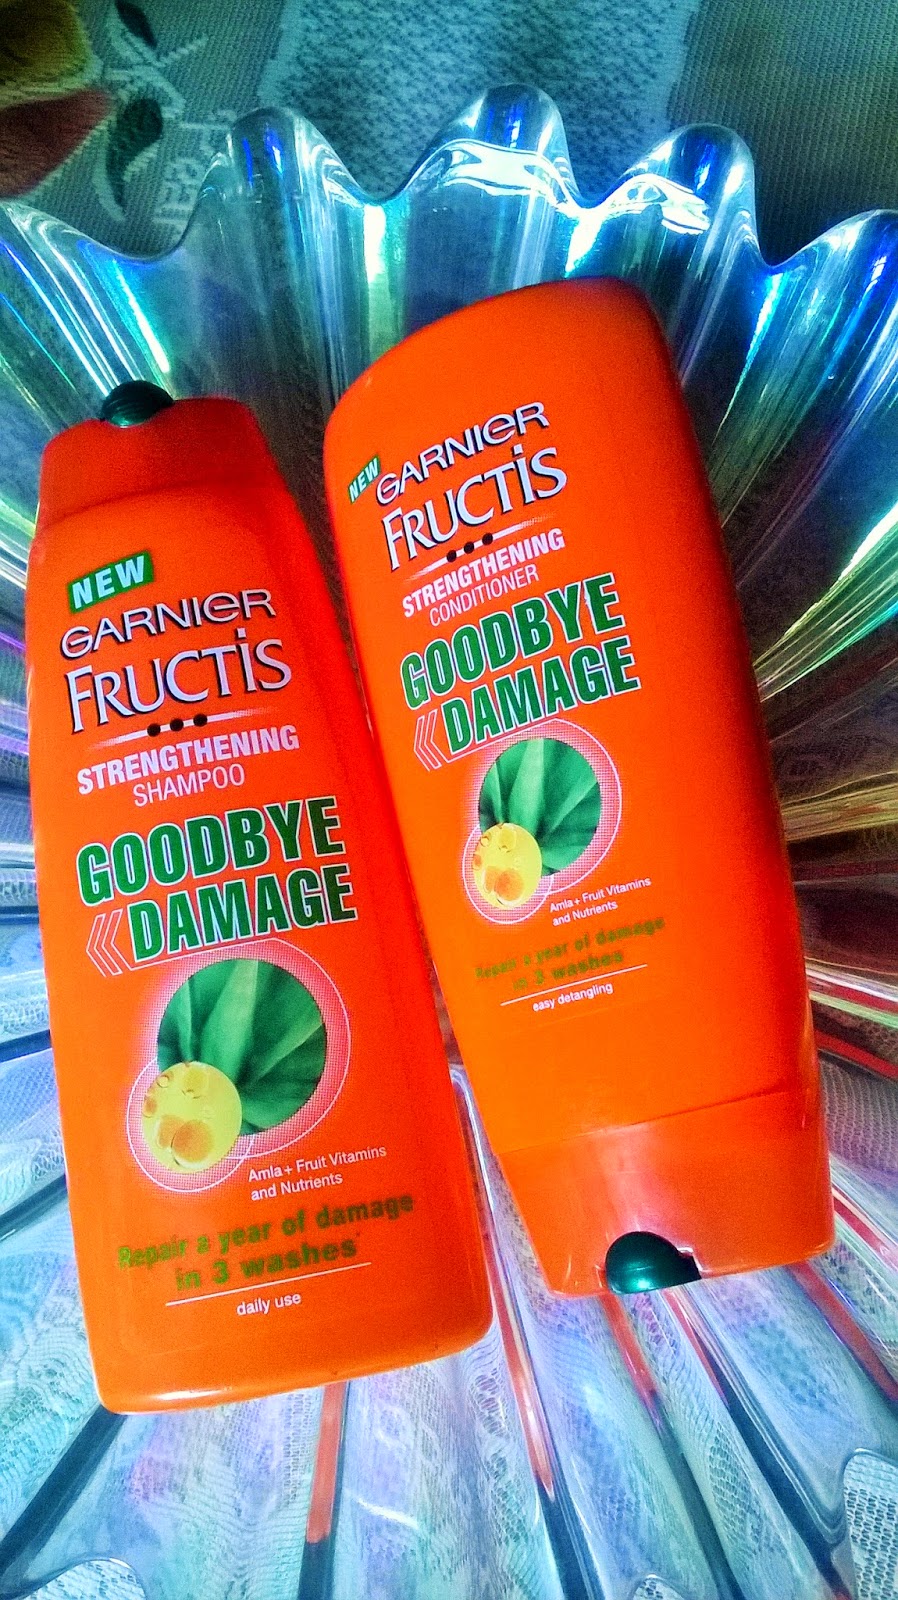 NEW
GARNIER
FRUCTIS
STRENGTHENING
SHAMPOO
GOODBYE
DAMAGE
Amla + Fruit Vitamins
and Nutrients
Repair a year of damage
in 3 washes*
daily use
NEW
GARNIER
FRUCTIS
STRENGTHENING
CONDITIONER
GOODBYE
DAMAGE
Amla + Fruit Vitamins
and Nutrients
Repair a year of damage
in 3 washes
easy detangling